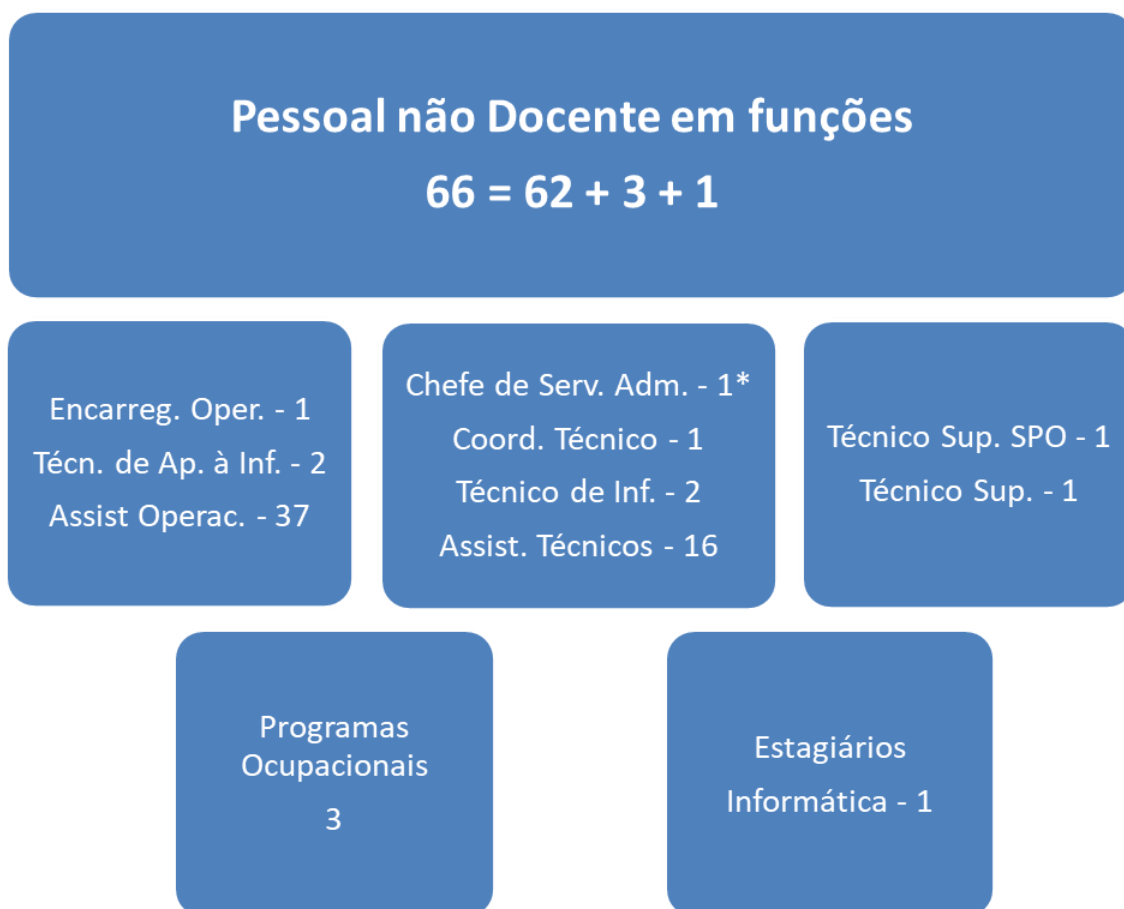 Pessoal não Docente em funções
66 = 62 + 3 + 1
Encarreg. Oper. - 1
Técn. de Ap. à Inf. - 2
Assist Operac. - 37
Chefe de Serv. Adm. - 1*
Coord. Técnico - 1
Técnico de Inf. - 2
Assist. Técnicos - 16
Técnico Sup. SPO - 1
Técnico Sup. - 1
Programas
Ocupacionais
3
Estagiários
Informática - 1